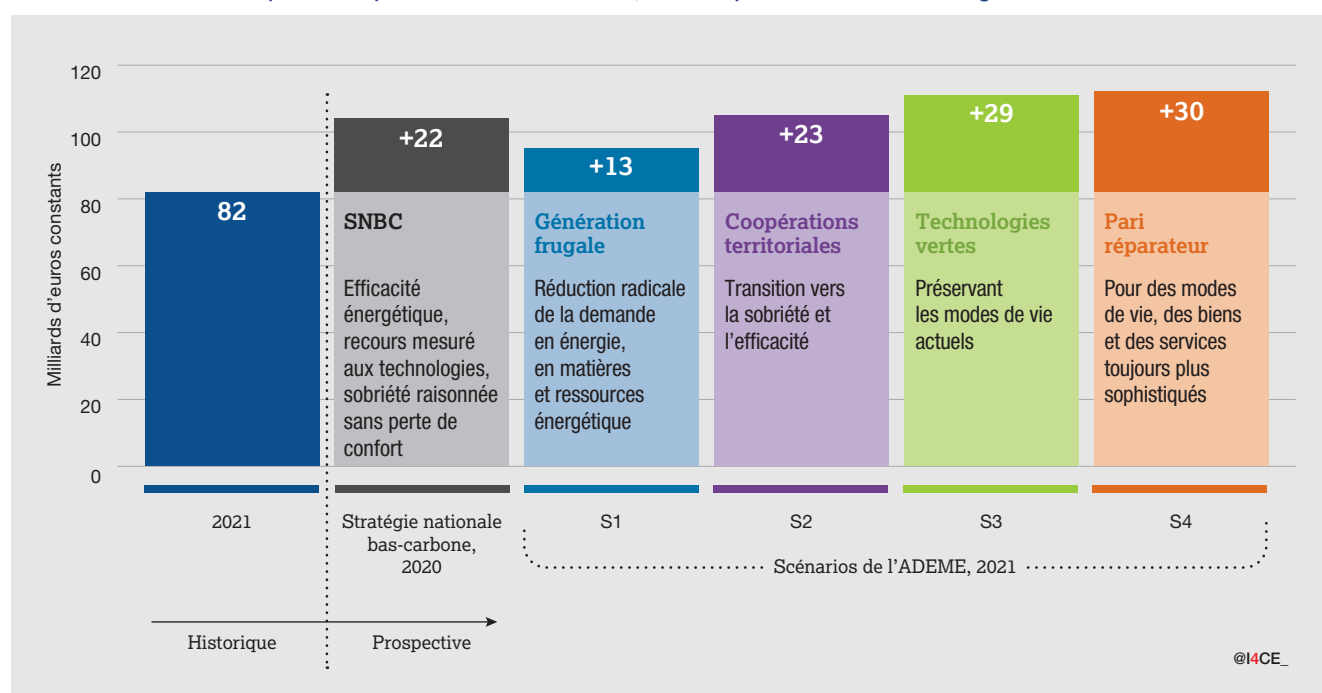 120
100
80
60
40
20
0
Milliards d'euros constants
82
+22
SNBC
Efficacité
énergétique,
recours mesuré
aux technologies,
sobriété raisonnée
sans perte de
confort
+13
Génération
frugale
Réduction radicale
de la demande
en énergie,
en matières
et ressources
énergétique
+23
Coopérations
territoriales
Transition vers
la sobriété et
l'efficacité
+29
Technologies
vertes
Préservant
les modes de vie
actuels
+30
Pari
réparateur
Pour des modes
de vie, des biens
et des services
toujours plus
sophistiqués
2021
Stratégie nationale
bas-carbone,
2020
S1
S2
S3
S4
Scénarios de l'ADEME, 2021
Historique
Prospective
@I4CE_